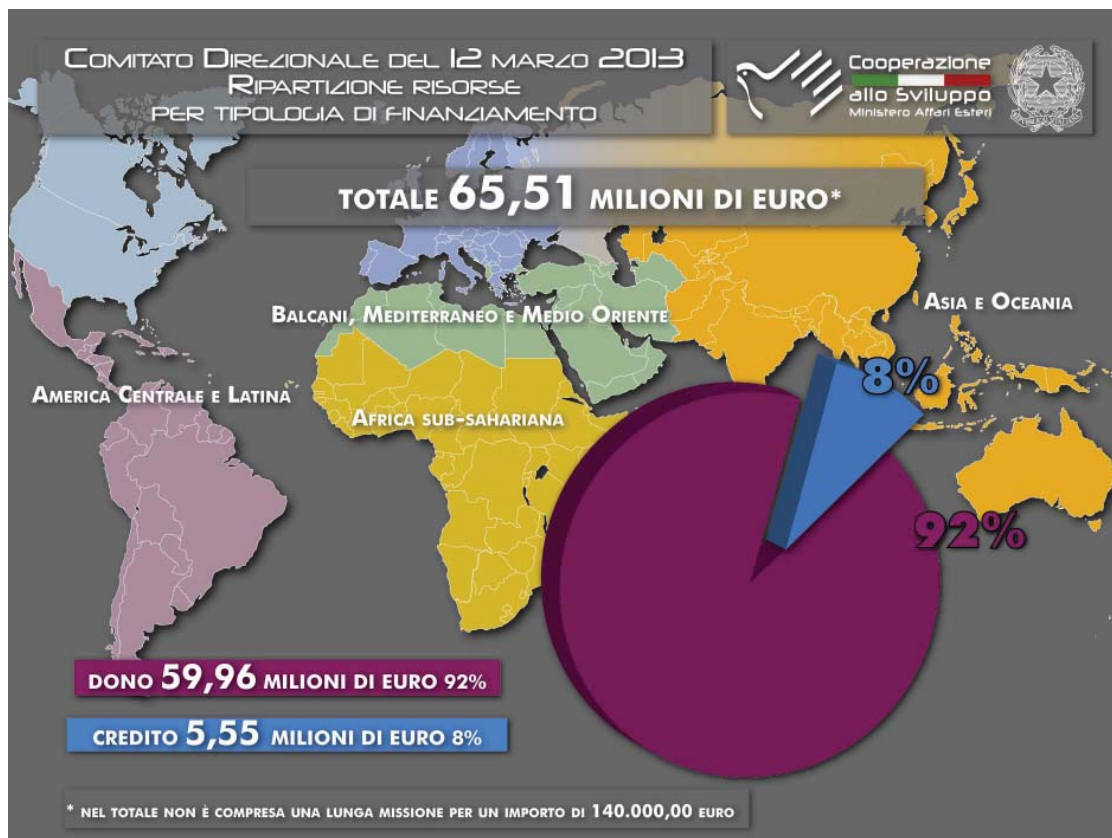 Comitato Direzionale del 12 marzo 2013
Ripartizione risorse
per tipologia di finanziamento
Cooperazione
allo Sviluppo
Ministero Affari Esteri
totale 65,51 milioni di euro*
Asia e Oceania
Balcani, Mediterraneo e Medio Oriente
America Centrale e Latina
Africa sub-sahariana
8%
92%
dono 59,96 milioni di euro 92%
credito 5,55 milioni di euro 8%
* nel totale non è compresa una lunga missione per un importo di 140.000,00 euro